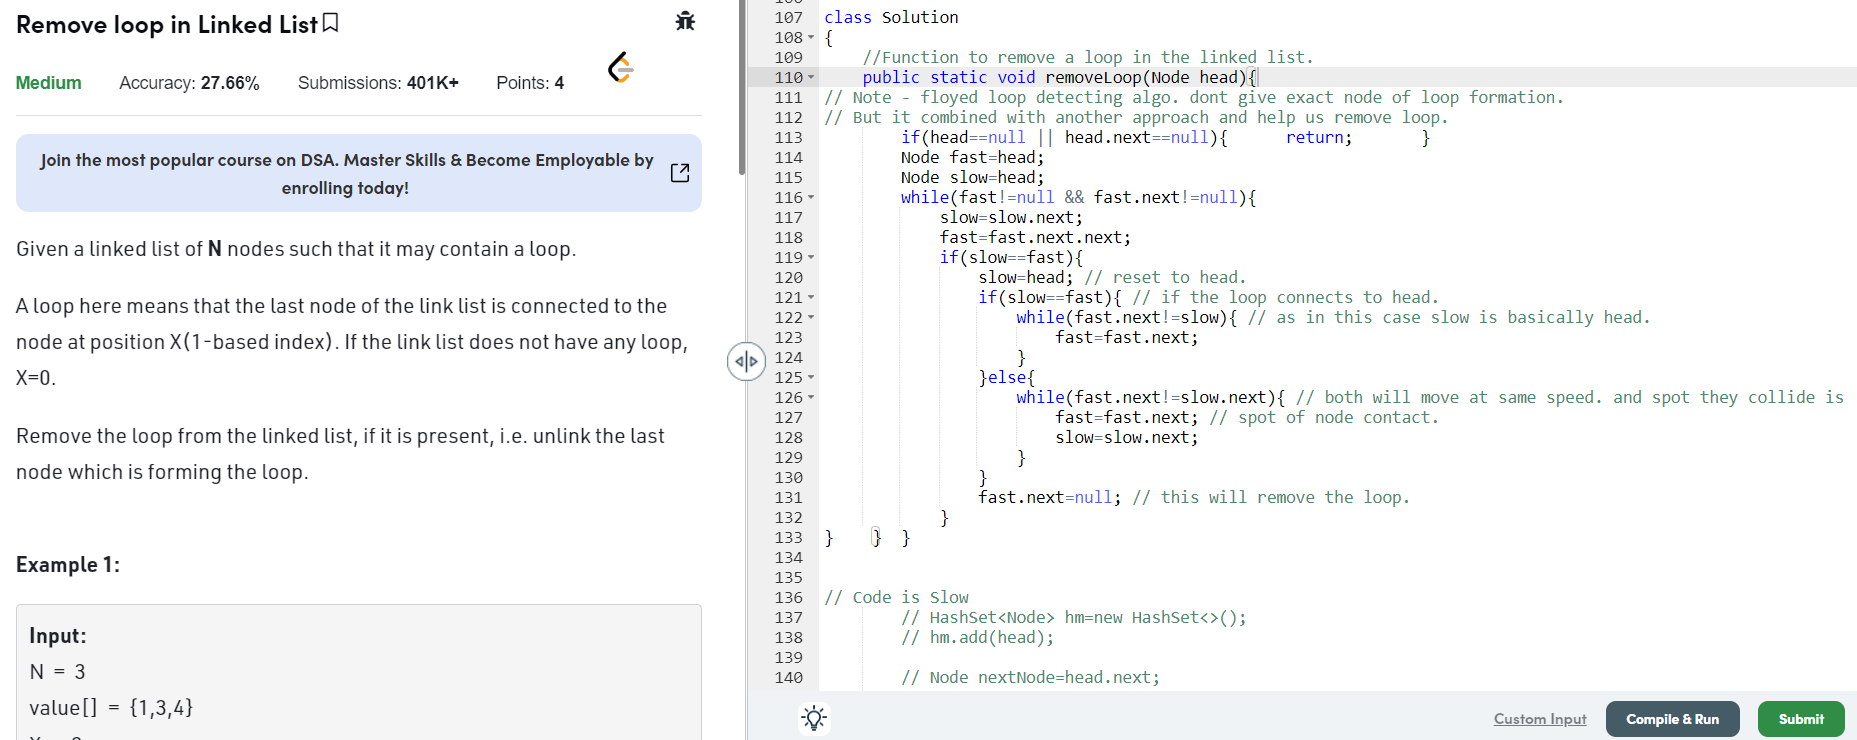 Remove loop in Linked List
Medium Accuracy: 27.66% Submissions: 401K+ Points: 4
Join the most popular course on DSA. Master Skills & Become Employable by
enrolling today!
Given a linked list of N nodes such that it may contain a loop.
A loop here means that the last node of the link list is connected to the
node at position X(1-based index). If the link list does not have any loop,
X=0.
Remove the loop from the linked list, if it is present, i.e. unlink the last
node which is forming the loop.
Example 1:
Input:
N = 3
value[] = {1,3,4}
107 class Solution
108 {
109 //Function to remove a loop in the linked list.
110 public static void removeLoop(Node head){
111 // Note - floyed loop detecting algo. dont give exact node of loop formation.
112 // But it combined with another approach and help us remove loop.
113 if(head==null || head.next==null){ return; }
114 Node fast=head;
115 Node slow=head;
116 while(fast!=null && fast.next!=null){
117 slow=slow.next;
118 fast=fast.next.next;
119 if(slow==fast){
120 slow=head; // reset to head.
121 if(slow==fast){ // if the loop connects to head.
122 while(fast.next!=slow){ // as in this case slow is basically head.
123 fast=fast.next;
124 }
125 }else{
126 while(fast.next!=slow.next){ // both will move at same speed. and spot they collide is
127 fast=fast.next; // spot of node contact.
128 slow=slow.next;
129 }
130 }
131 fast.next=null; // this will remove the loop.
132 }
133 } } }
134
135
136 // Code is Slow
137 // HashSet<Node> hm=new HashSet<>();
138 // hm.add(head);
139
140 // Node nextNode=head.next;
Custom Input Compile & Run Submit